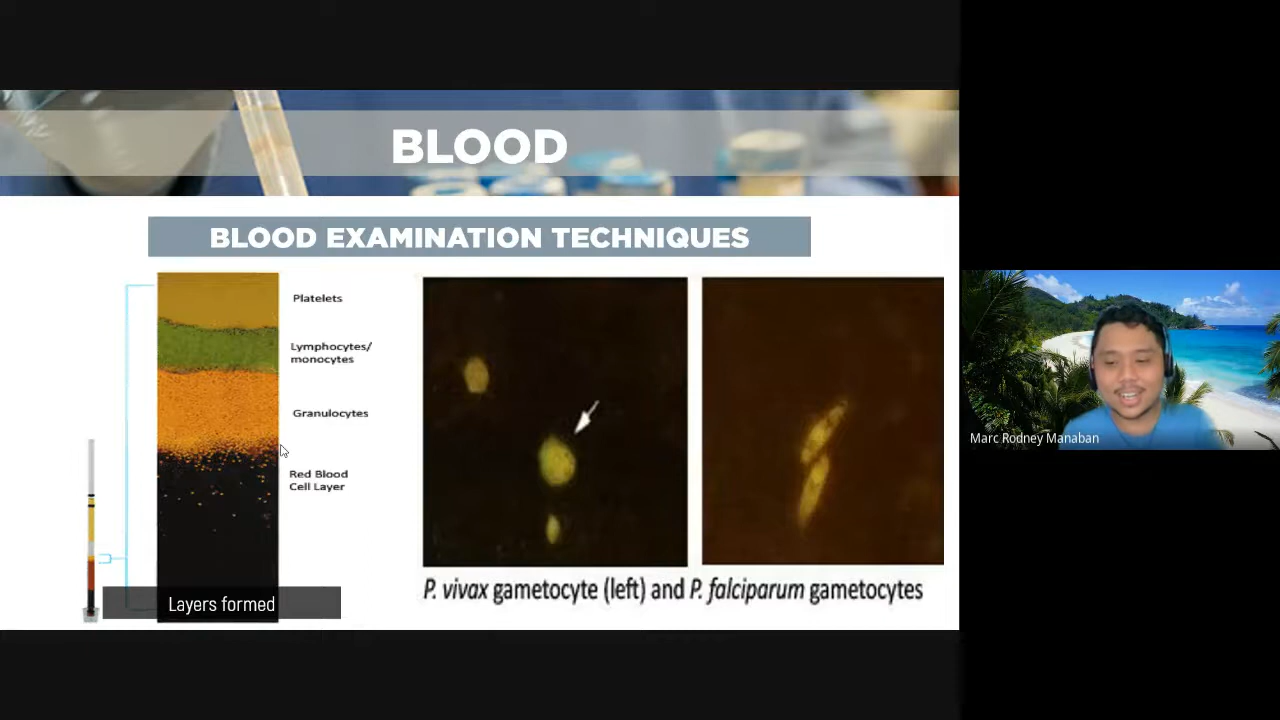 BLOOD
BLOOD EXAMINATION TECHNIQUES
Platelets
Lymphocytes/
monocytes
Granulocytes
Red Blood
Cell Layer
Layers formed
P. vivax gametocyte (left) and P. falciparum gametocytes
Marc Rodney Manaban